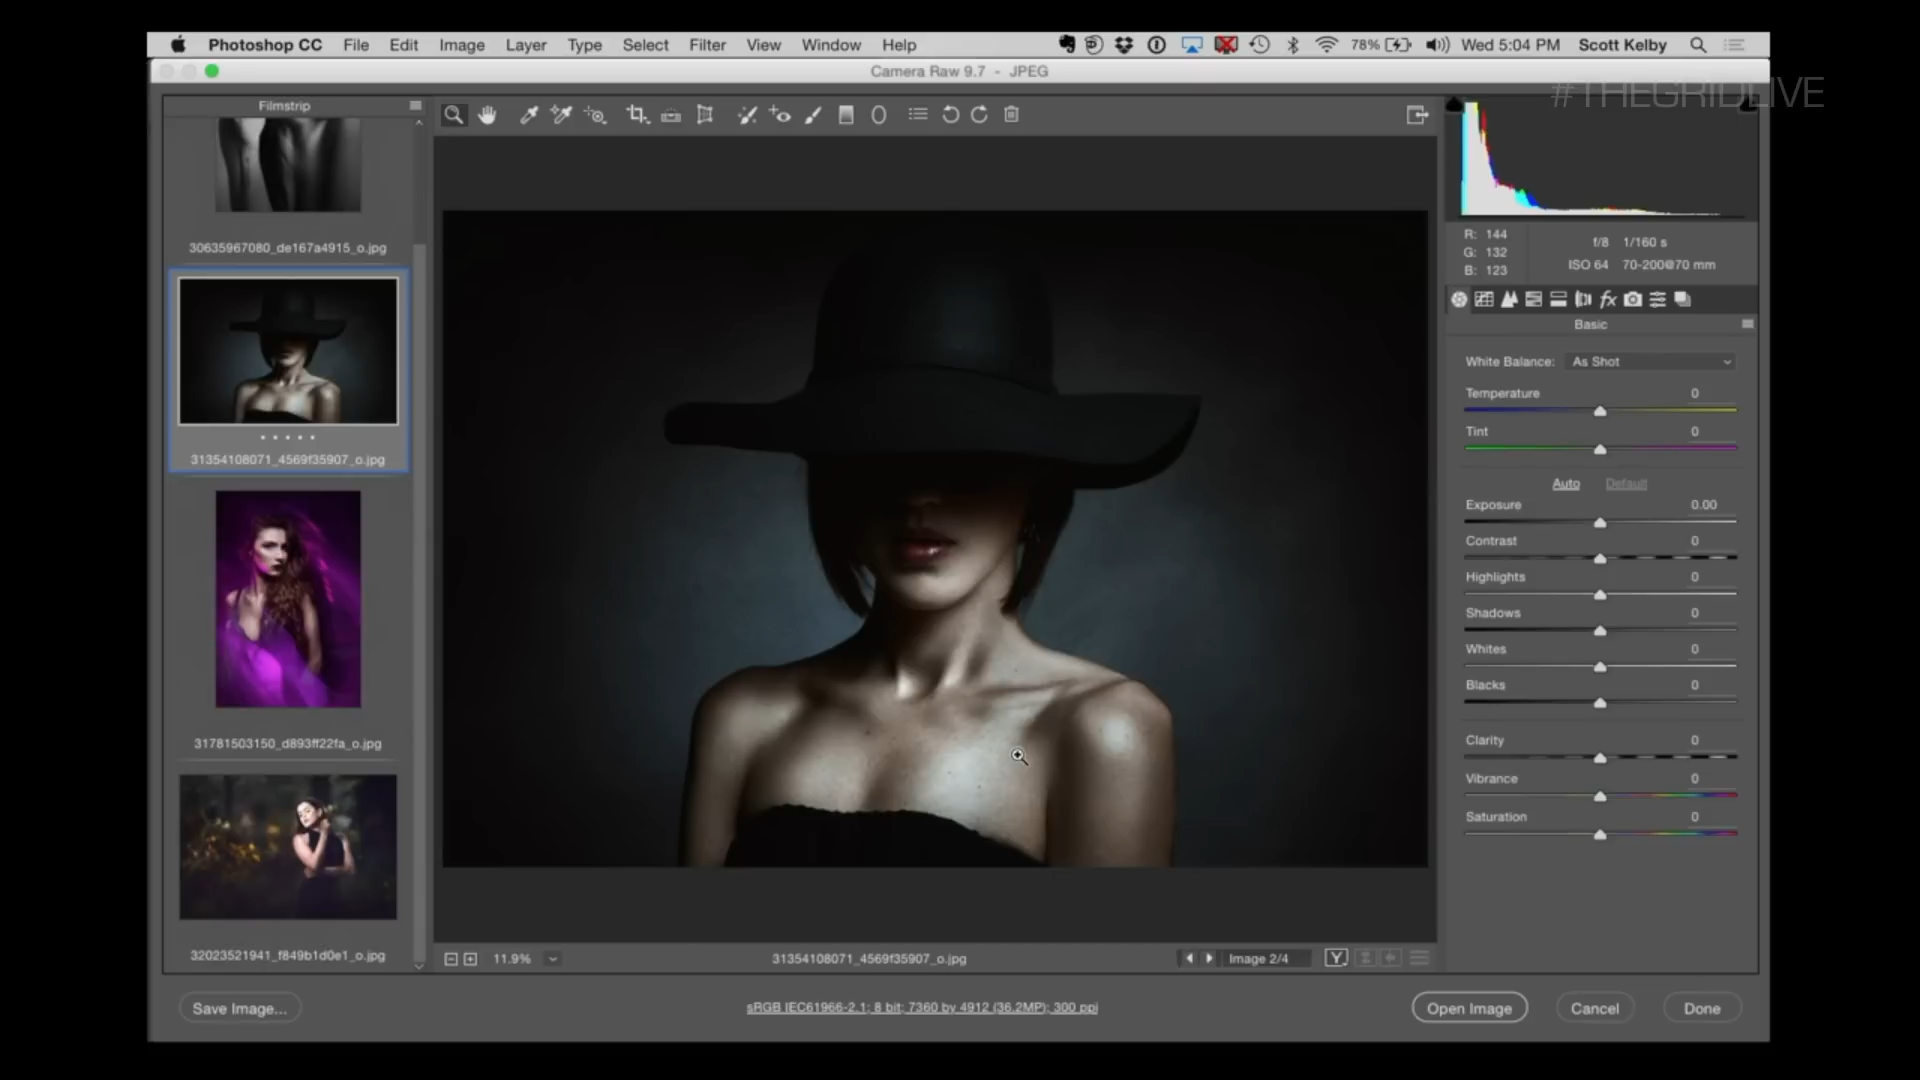 Photoshop CC File Edit Image Layer Type Select Filter View Window Help 78% Wed 5:04 PM Scott Kelby
Camera Raw 9.7 - JPEG
#THEGRIDLIVE
Filmstrip
30635967080_de167a4915_o.jpg
31354108071_4569f35907_o.jpg
31781503150_d893ff22fa_o.jpg
32023521941_f849b1d0e1_o.jpg
R: 144
G: 132
B: 123
f/8 1/160 s
ISO 64 70-200@70 mm
fx
Basic
White Balance: As Shot
Temperature 0
Tint 0
Auto Default
Exposure 0.00
Contrast 0
Highlights 0
Shadows 0
Whites 0
Blacks 0
Clarity 0
Vibrance 0
Saturation 0
11.9% 31354108071_4569f35907_o.jpg Image 2/4 Y
Save Image... sRGB IEC61966-2.1; 8 bit; 7360 by 4912 (36.2MP); 300 ppi Open Image Cancel Done